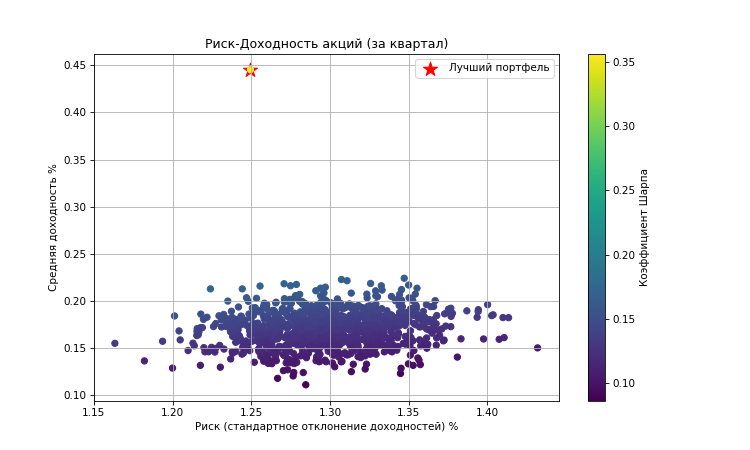 Риск-Доходность акций (за квартал)
Лучший портфель
Средняя доходность %
0.45
0.40
0.35
0.30
0.25
0.20
0.15
0.10
1.15 1.20 1.25 1.30 1.35 1.40
Риск (стандартное отклонение доходностей) %
0.35
0.30
0.25
0.20
0.15
0.10
Коэффициент Шарпа